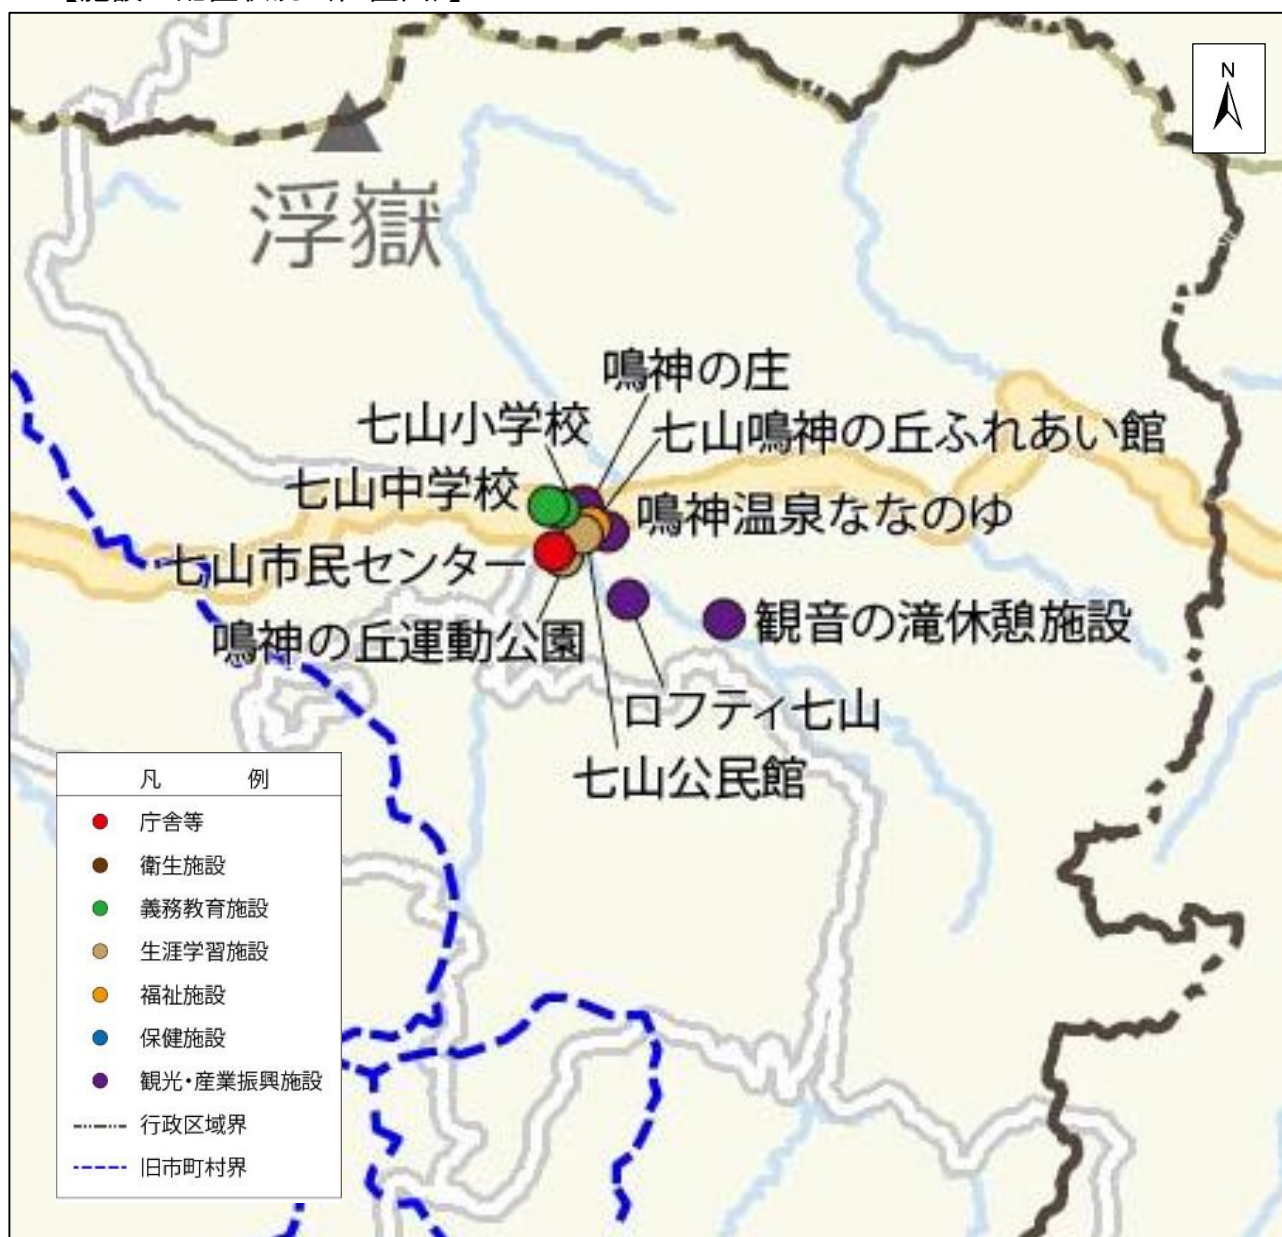 N
浮嶽
鳴神の庄
七山小学校
七山鳴神の丘ふれあい館
七山中学校
鳴神温泉ななのゆ
七山市民センター
観音の滝休憩施設
鳴神の丘運動公園
ロフティ七山
七山公民館
凡 例
庁舎等
衛生施設
義務教育施設
生涯学習施設
福祉施設
保健施設
観光・産業振興施設
行政区域界
旧市町村界